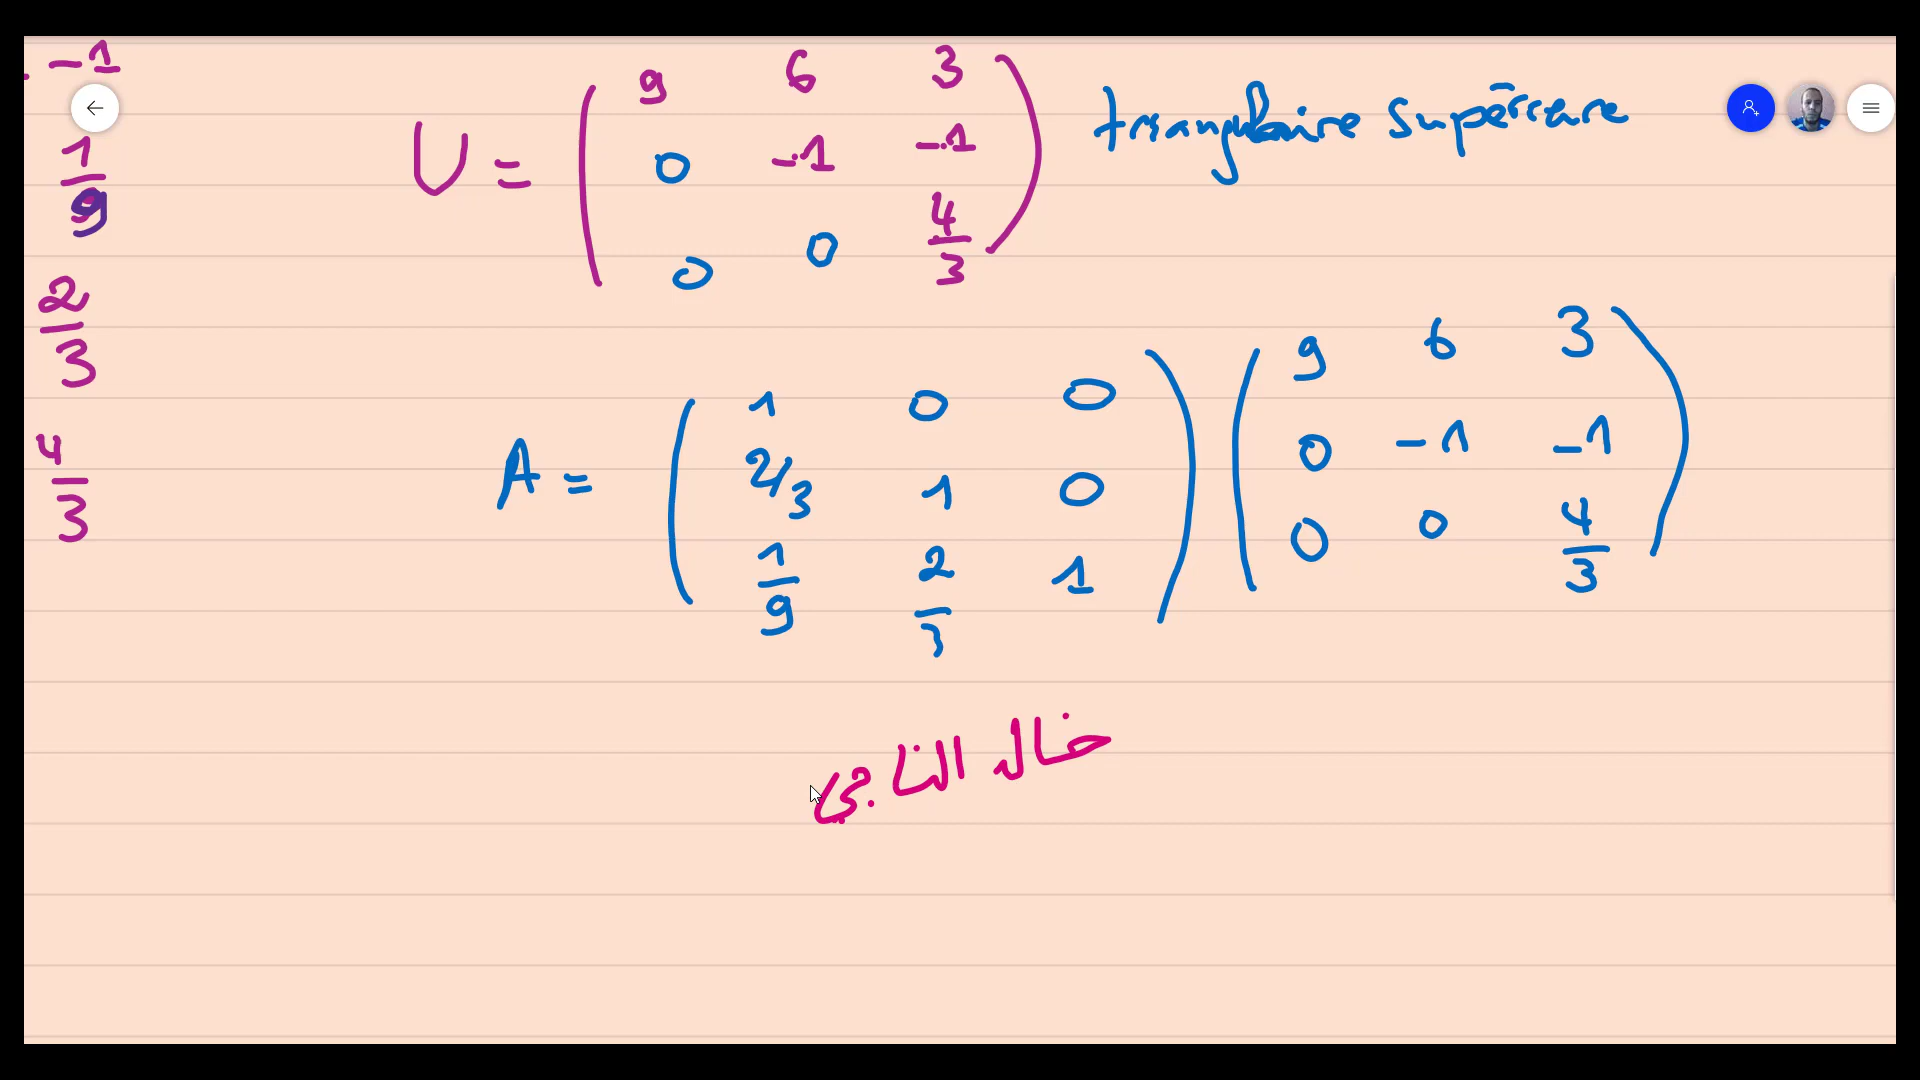 -1
1/9
2/3
4/3
U = ( 9 6 3
0 -1 -1
0 0 4/3 )
triangulaire supérieure
A = ( 1 0 0
2/3 1 0
1/9 2/3 1 )
( 9 6 3
0 -1 -1
0 0 4/3 )
خال الناجي